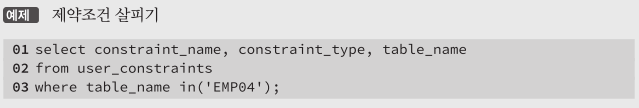 예제 제약조건 살피기
01 select constraint_name, constraint_type, table_name
02 from user_constraints
03 where table_name in('EMP04');